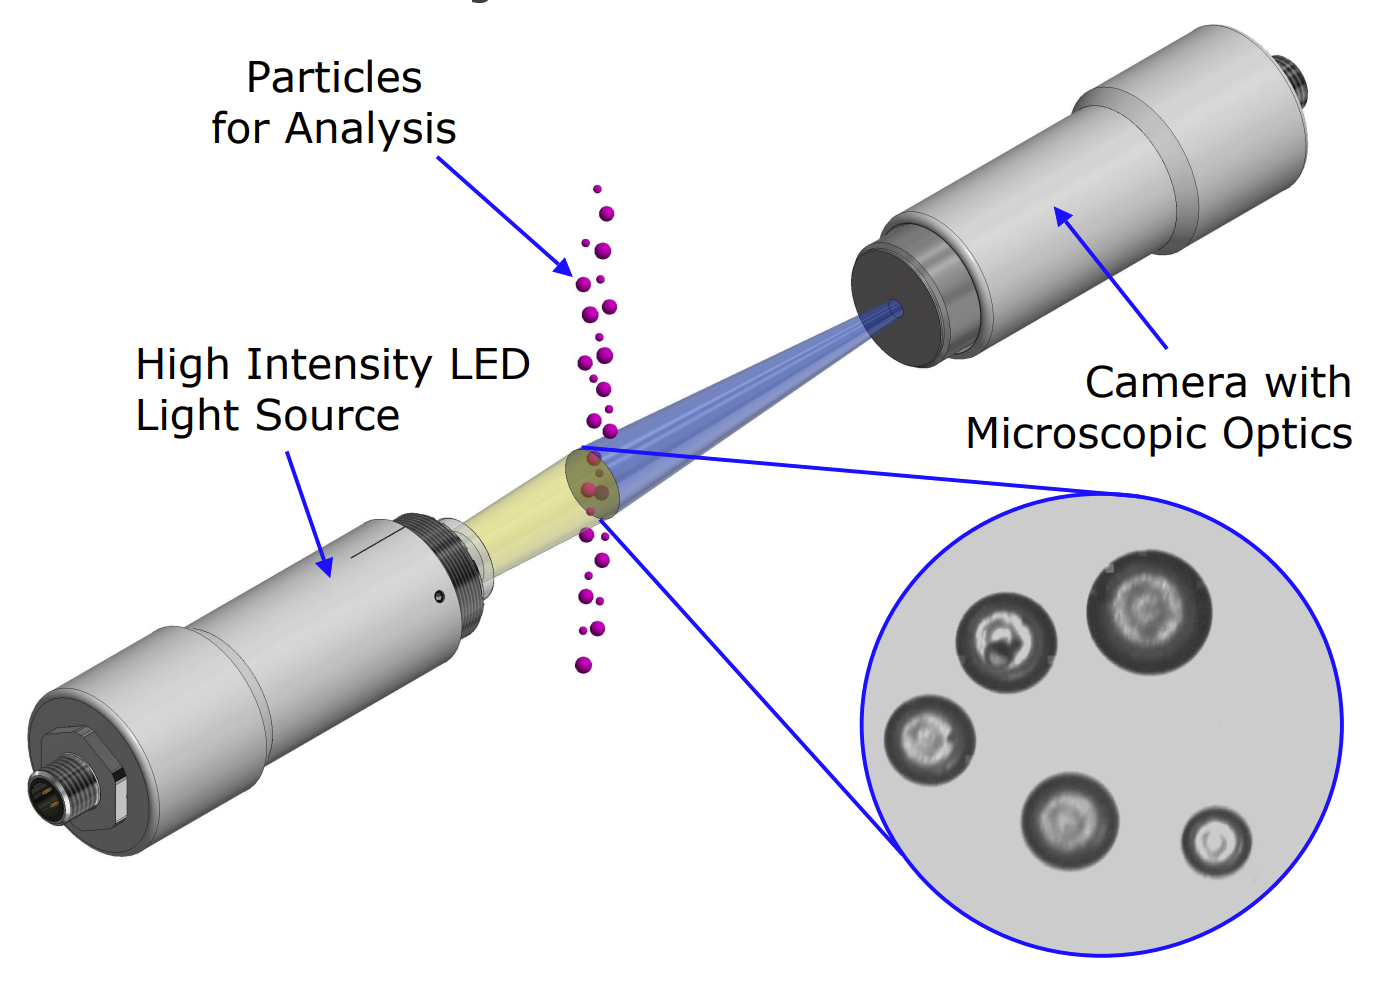 Particles
for Analysis
High Intensity LED
Light Source
Camera with
Microscopic Optics